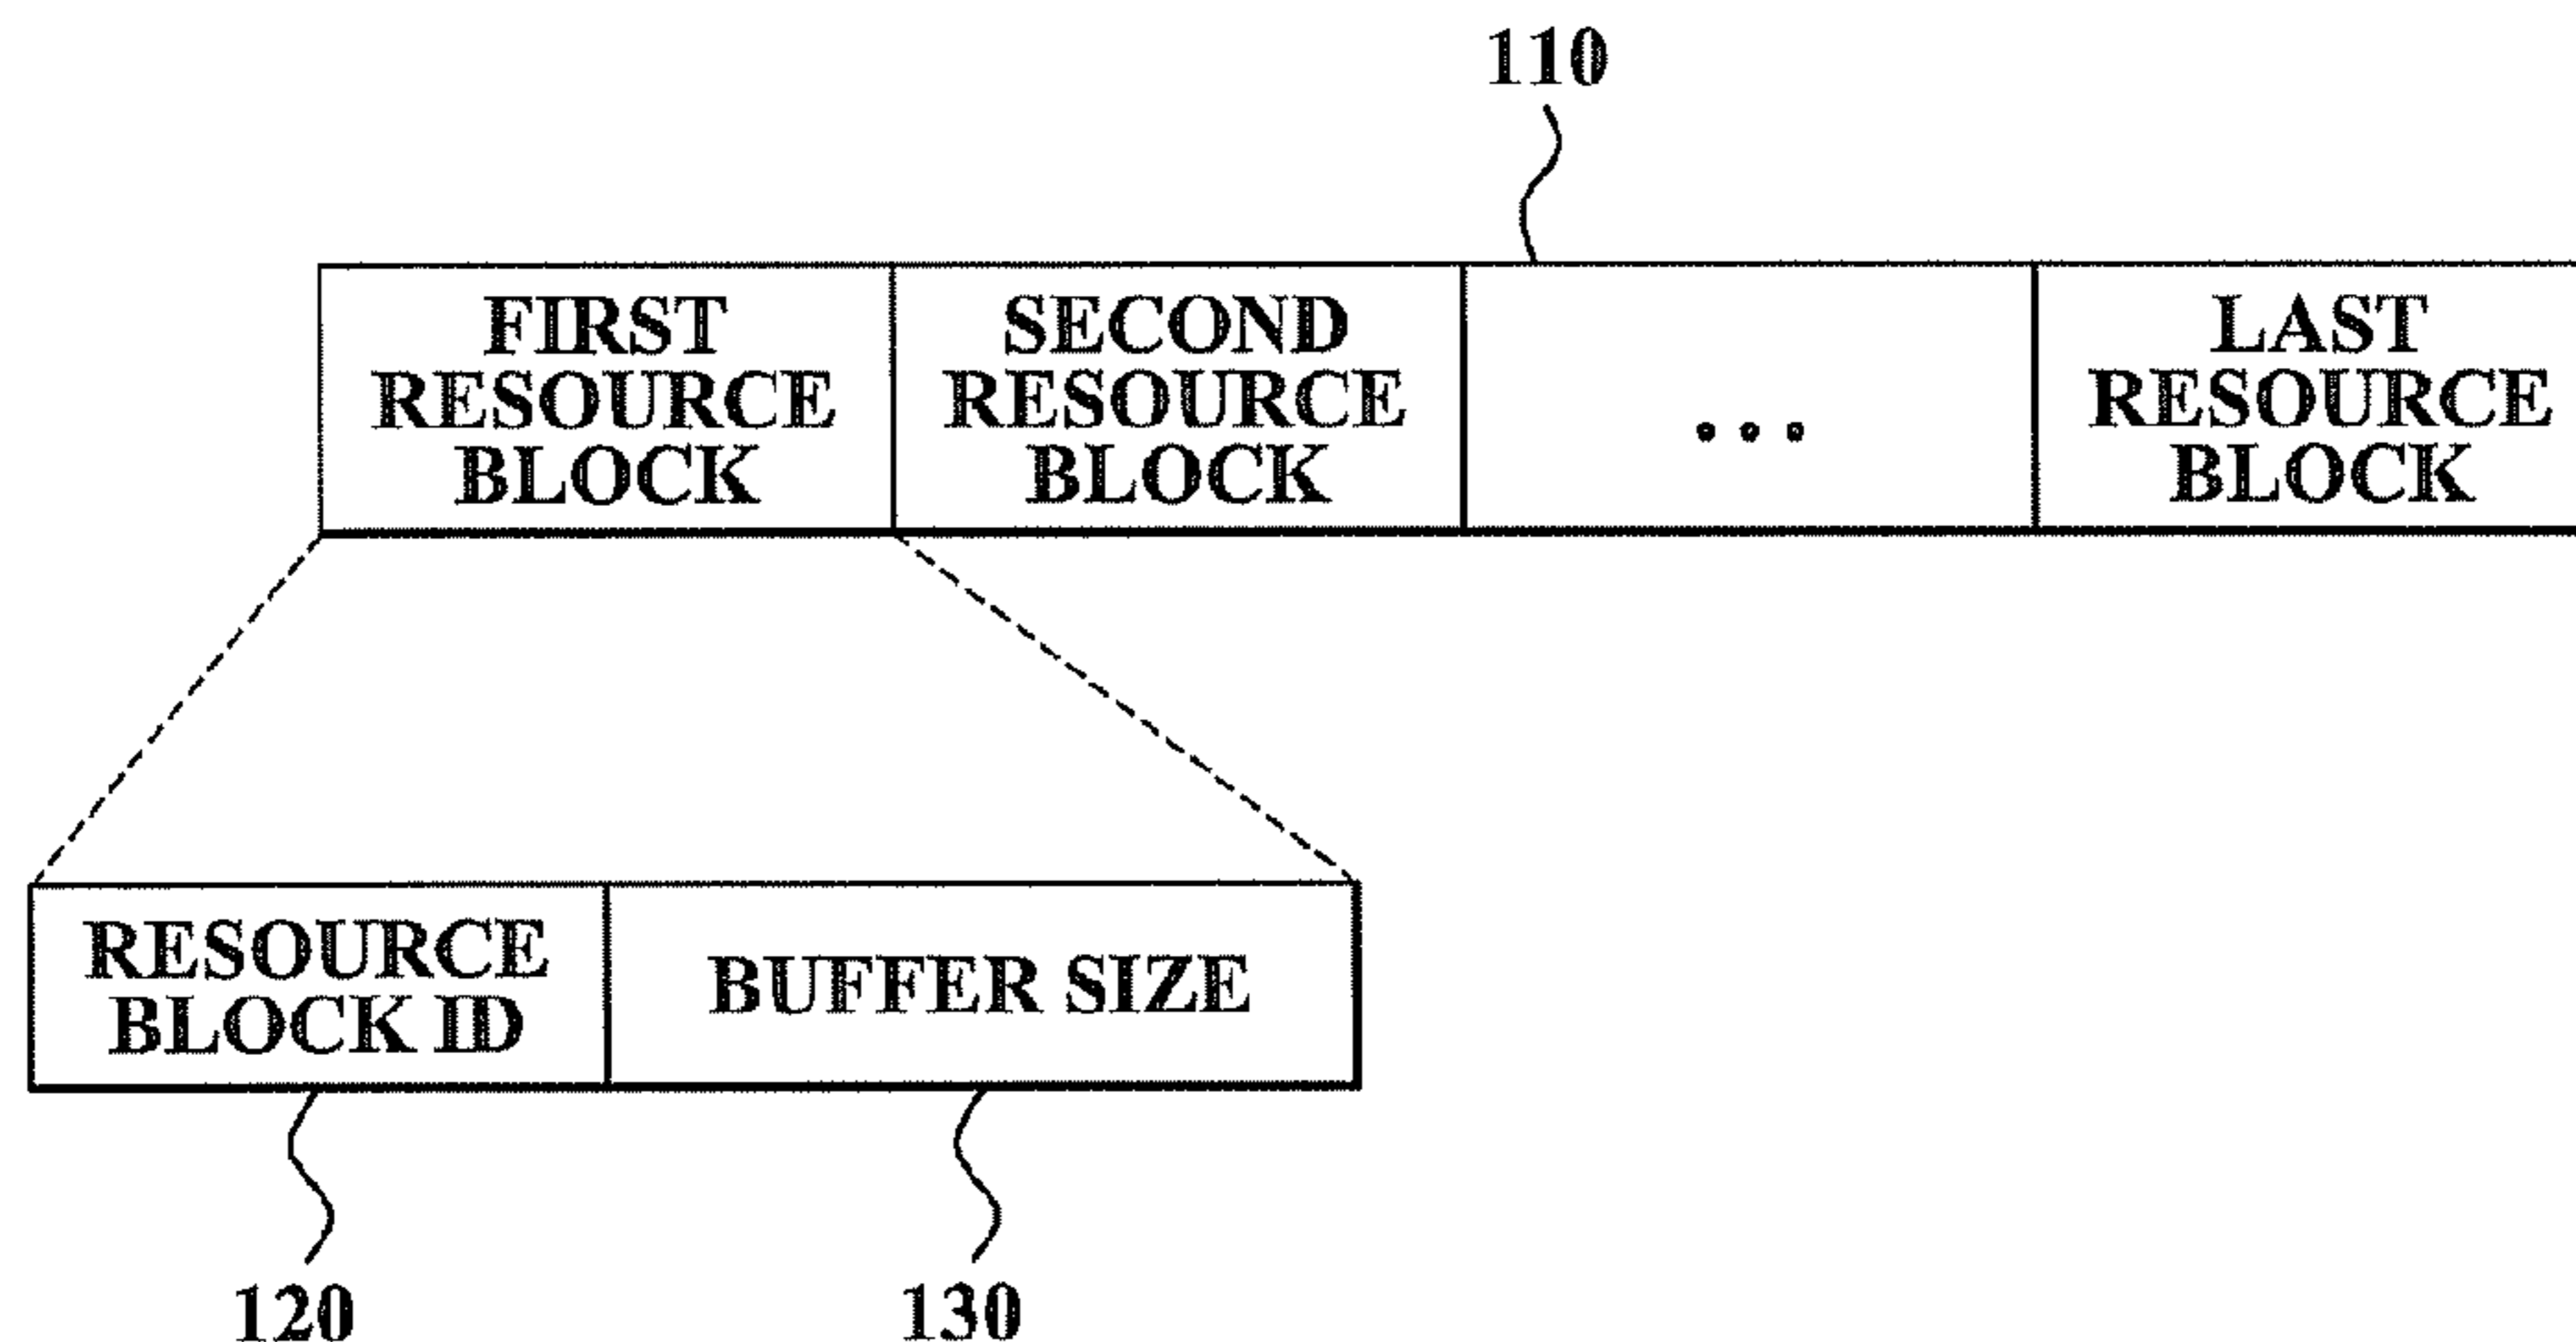 110
FIRST
RESOURCE
BLOCK
SECOND
RESOURCE
BLOCK
...
LAST
RESOURCE
BLOCK
RESOURCE
BLOCK ID
BUFFER SIZE
120
130